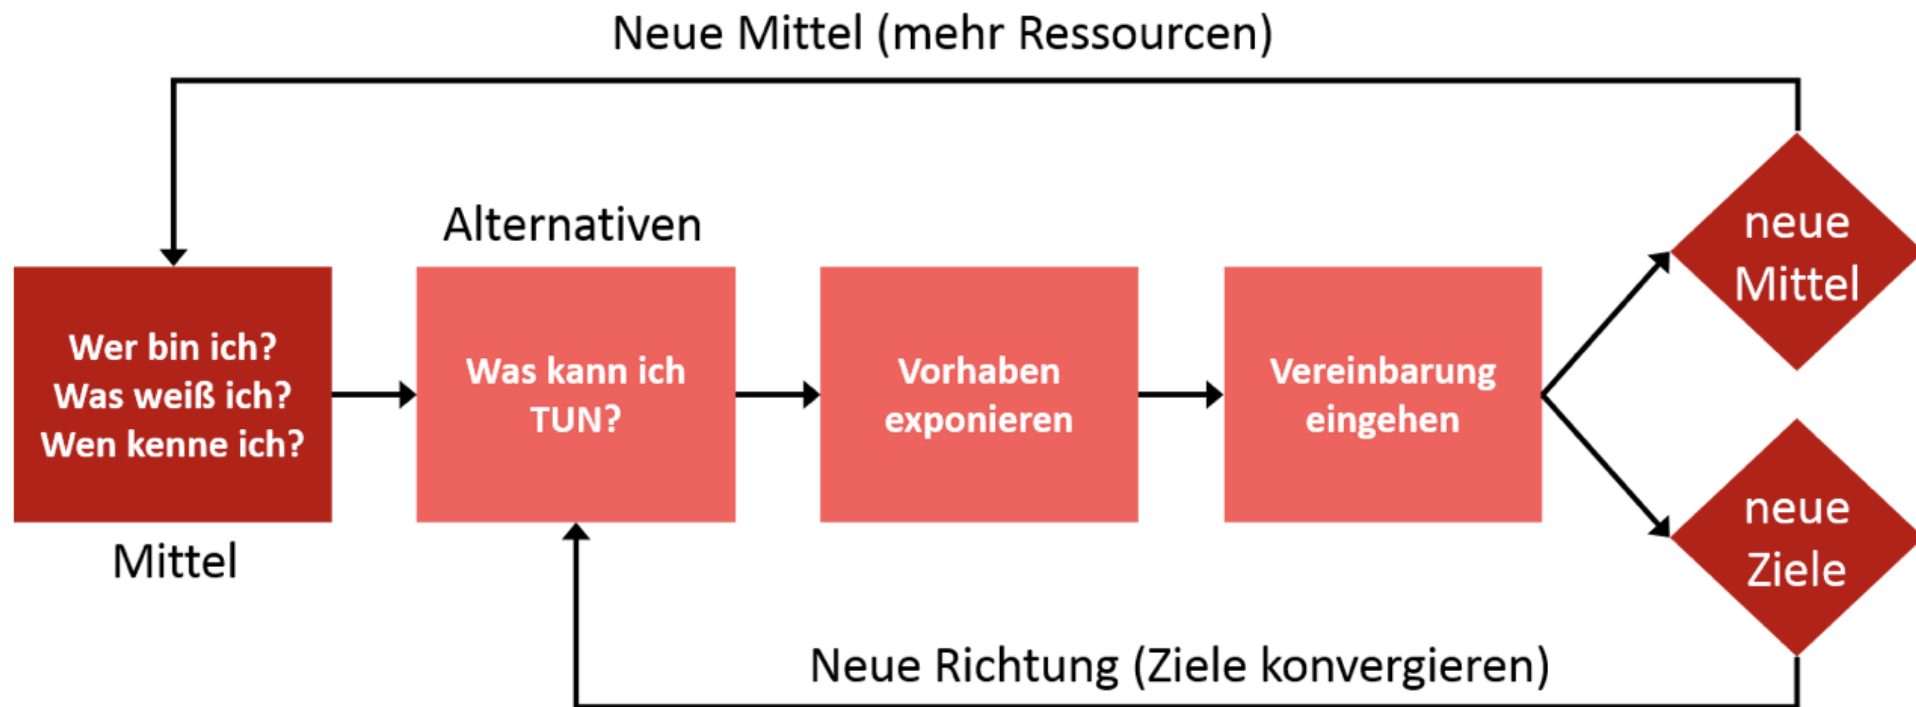 Neue Mittel (mehr Ressourcen)
Alternativen
Wer bin ich?
Was weiß ich?
Wen kenne ich?
Mittel
Was kann ich
TUN?
Vorhaben
exponieren
Vereinbarung
eingehen
neue
Mittel
neue
Ziele
Neue Richtung (Ziele konvergieren)